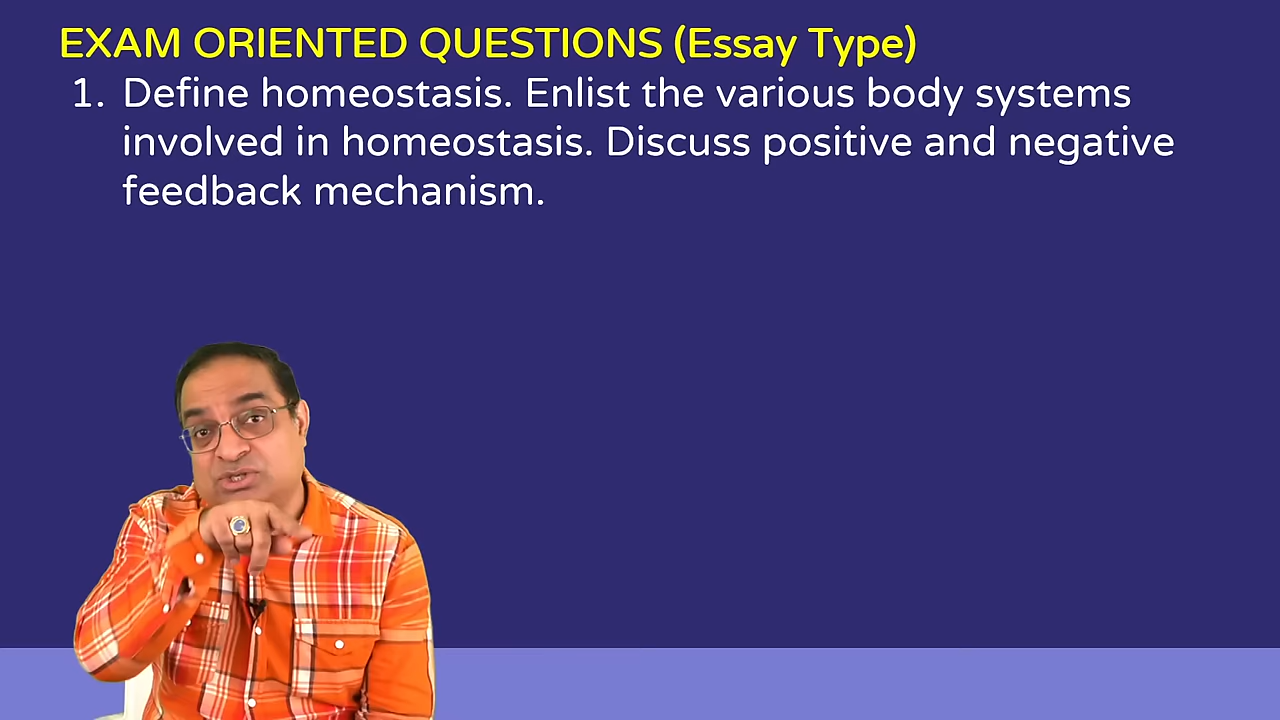 EXAM ORIENTED QUESTIONS (Essay Type)
1. Define homeostasis. Enlist the various body systems
involved in homeostasis. Discuss positive and negative
feedback mechanism.